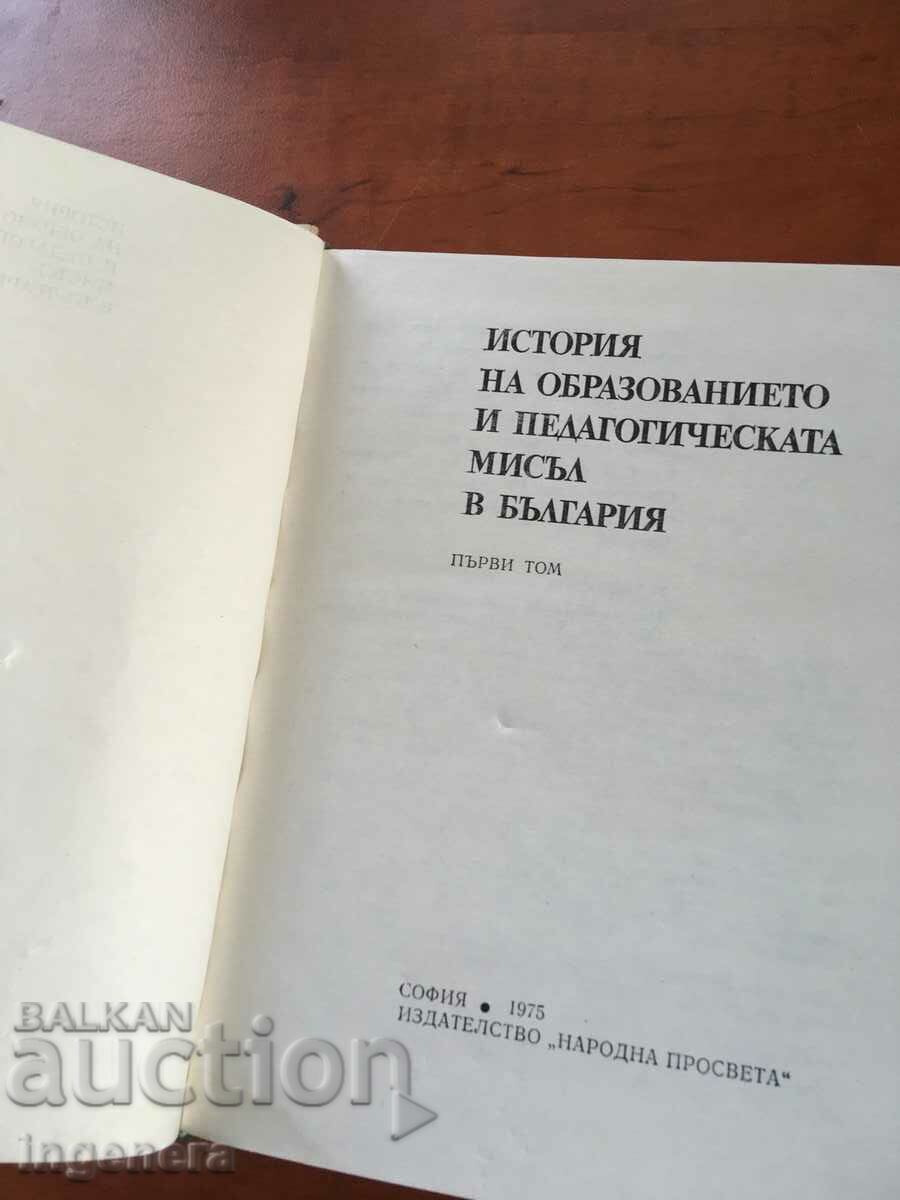 ИСТОРИЯ
НА ОБРАЗОВАНИЕТО
И ПЕДАГОГИЧЕСКАТА
МИСЪЛ
В БЪЛГАРИЯ
ПЪРВИ ТОМ
СОФИЯ • 1975
ИЗДАТЕЛСТВО „НАРОДНА ПРОСВЕТА“
BALKAN
auction
ingenera